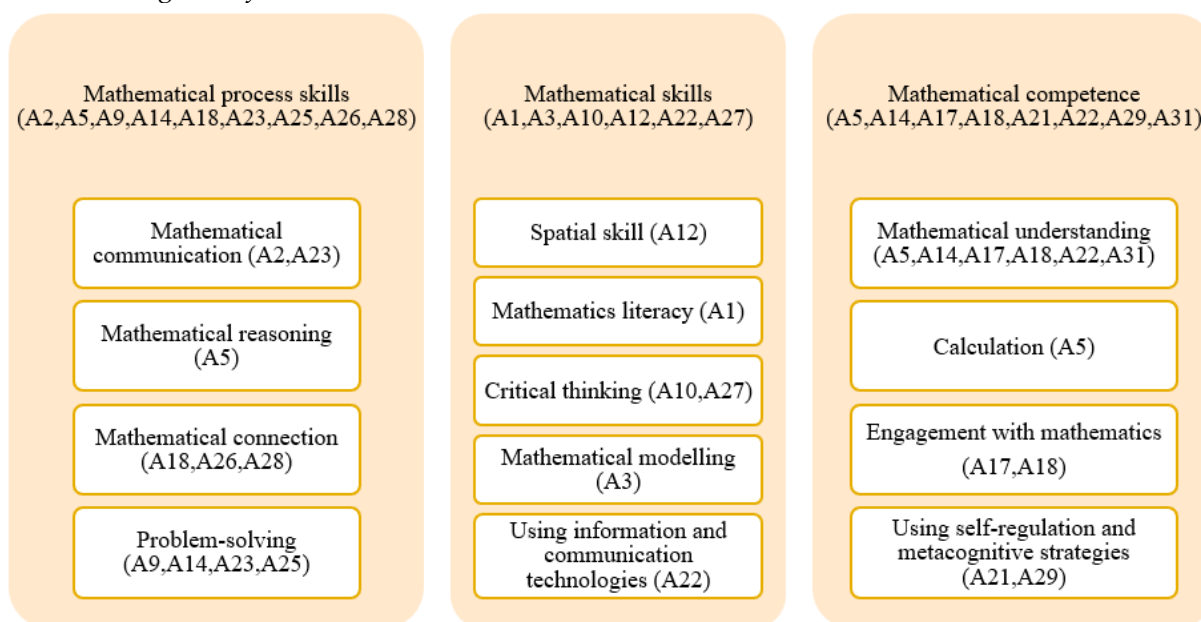 Mathematical process skills
(A2,A5,A9,A14,A18,A23,A25,A26,A28)
Mathematical
communication (A2,A23)
Mathematical reasoning
(A5)
Mathematical connection
(A18,A26,A28)
Problem-solving
(A9,A14,A23,A25)
Mathematical skills
(A1,A3,A10,A12,A22,A27)
Spatial skill (A12)
Mathematics literacy (A1)
Critical thinking (A10,A27)
Mathematical modelling
(A3)
Using information and
communication
technologies (A22)
Mathematical competence
(A5,A14,A17,A18,A21,A22,A29,A31)
Mathematical understanding
(A5,A14,A17,A18,A22,A31)
Calculation (A5)
Engagement with mathematics
(A17,A18)
Using self-regulation and
metacognitive strategies
(A21,A29)